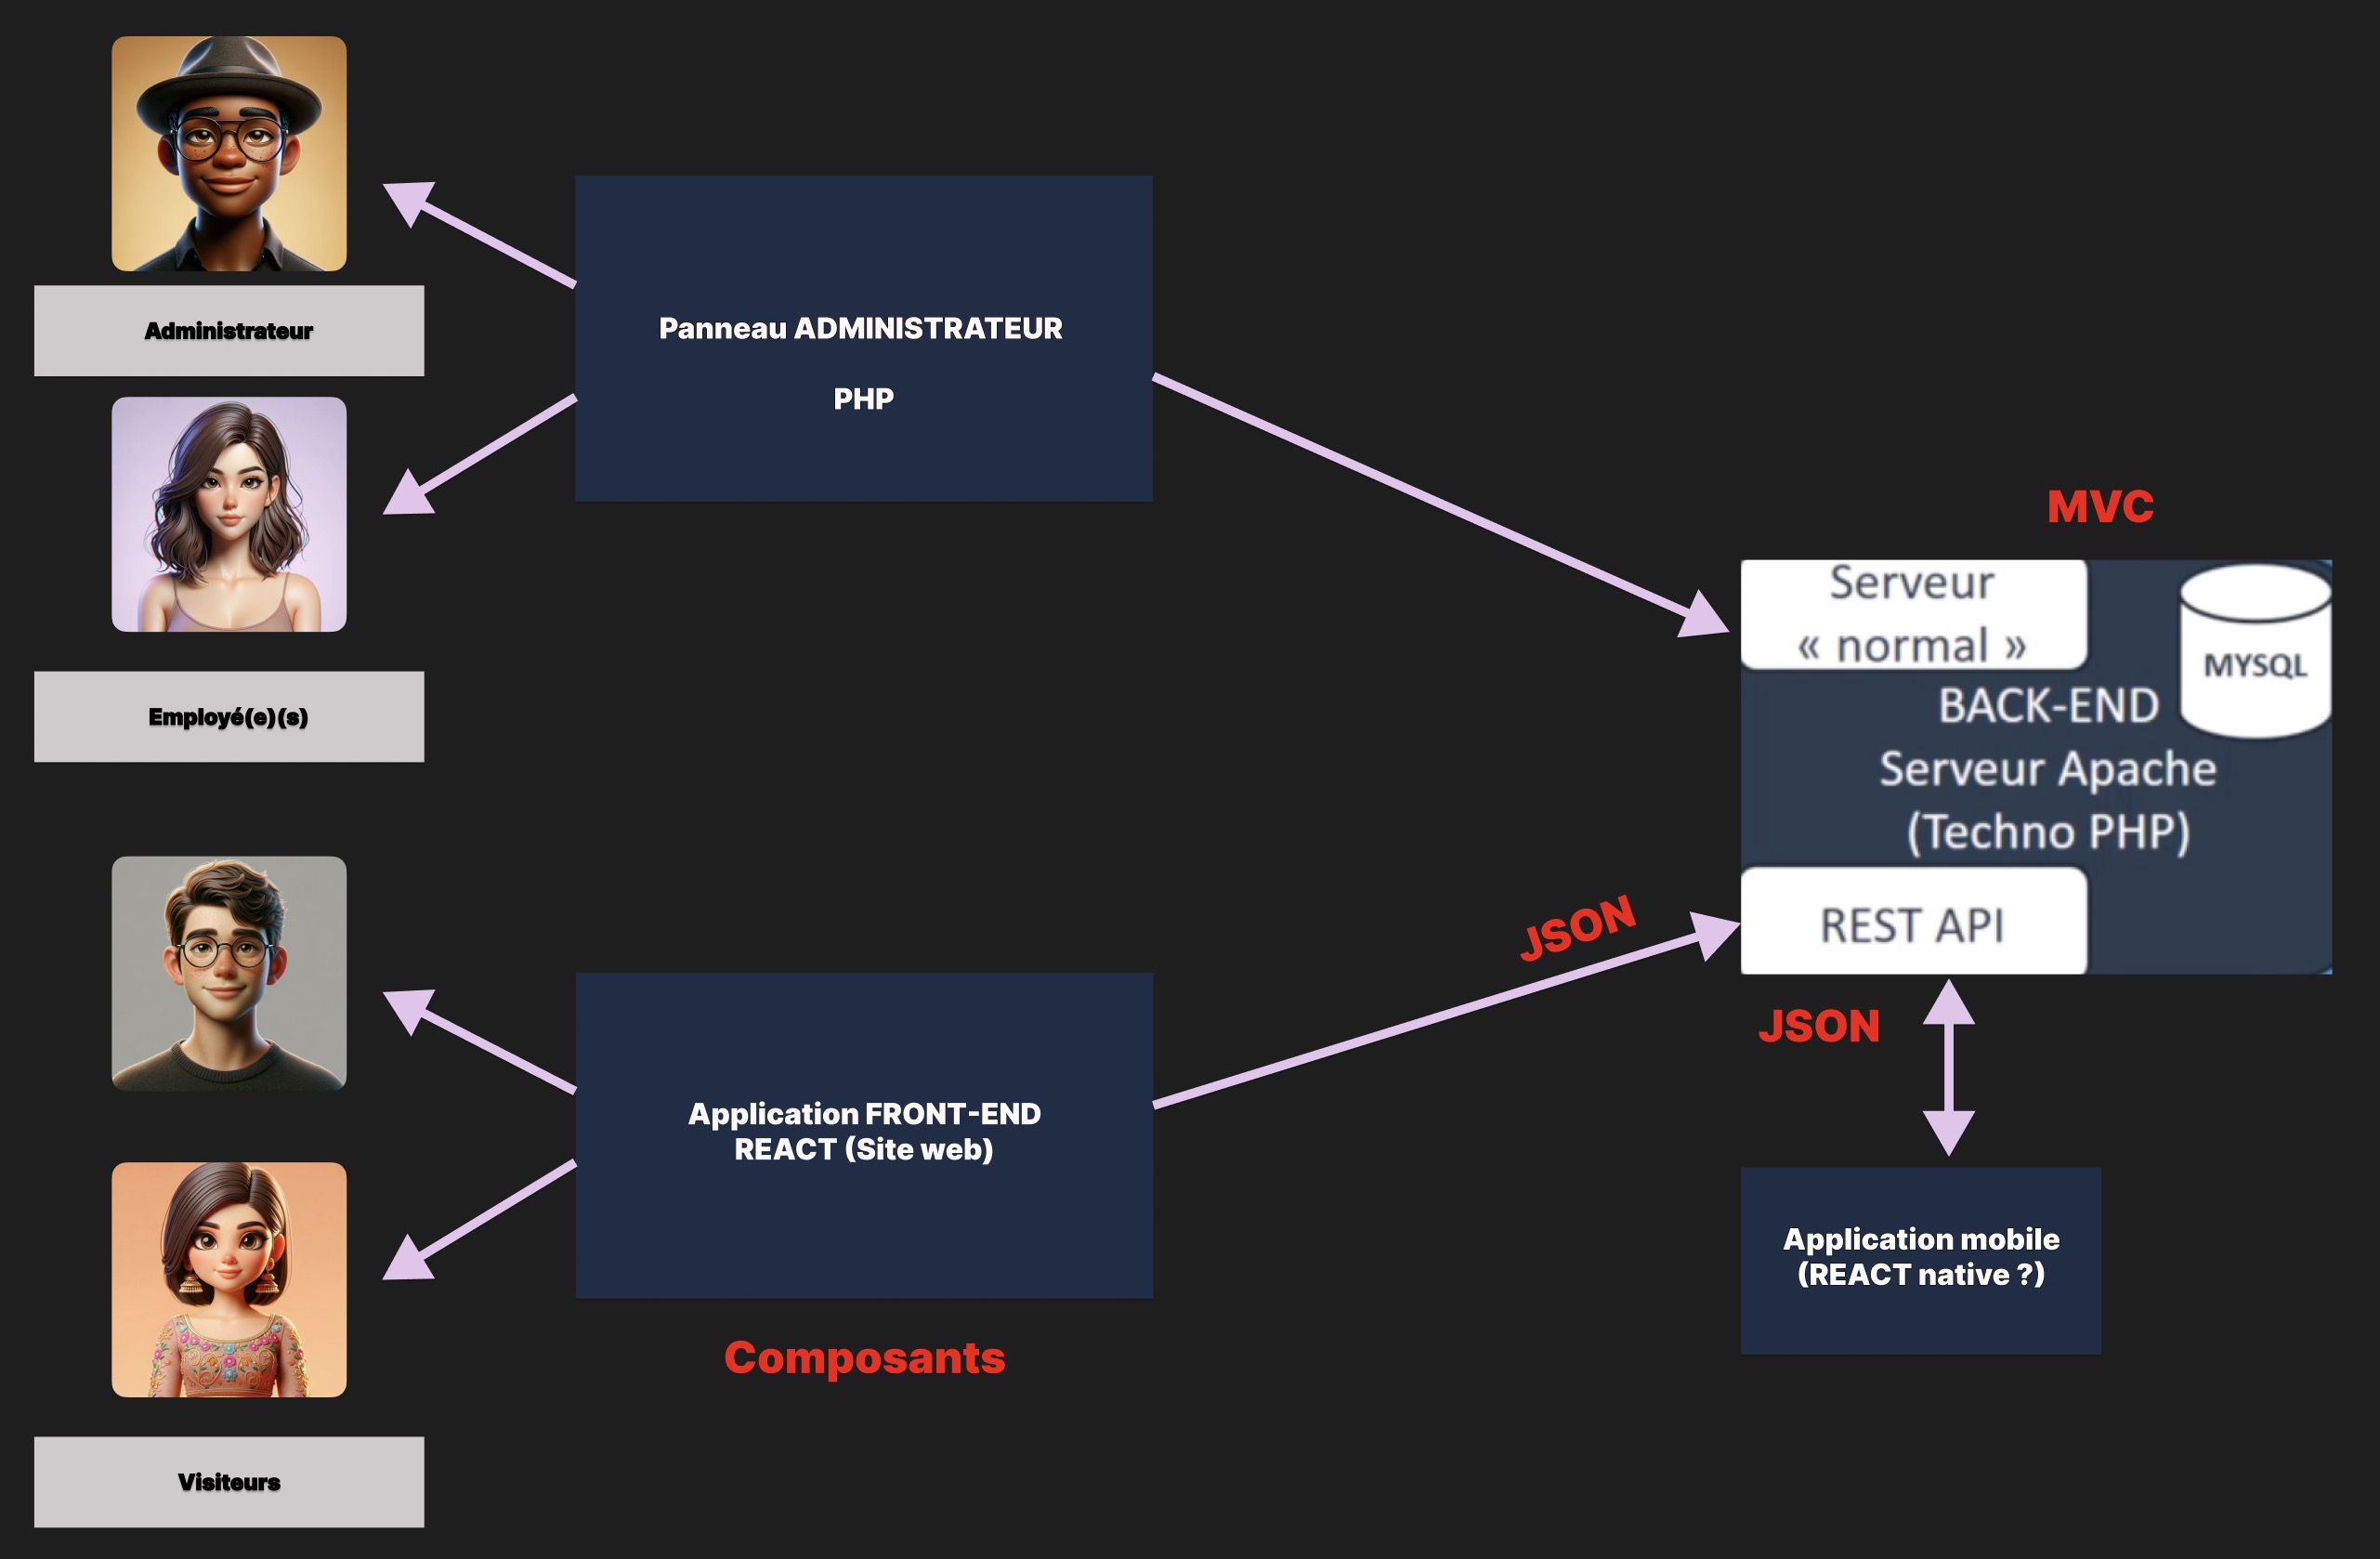 Administrateur
Panneau ADMINISTRATEUR
PHP
Employé(e)(s)
MVC
Serveur
« normal »
MYSQL
BACK-END
Serveur Apache
(Techno PHP)
REST API
JSON
JSON
Application FRONT-END
REACT (Site web)
Composants
Application mobile
(REACT native ?)
Visiteurs